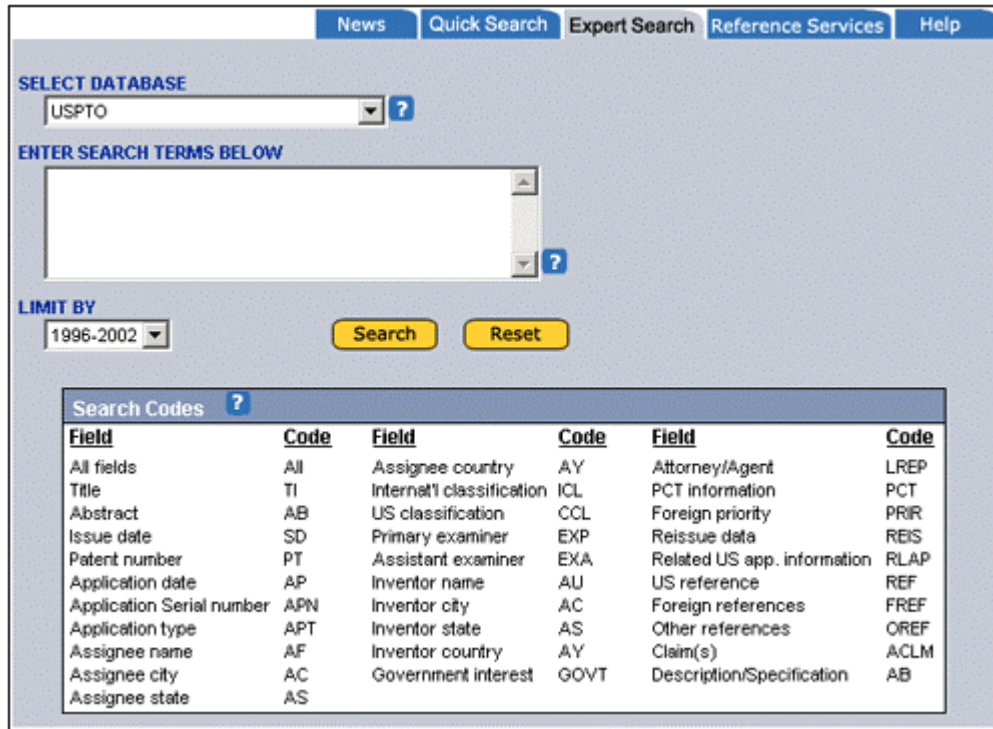 News Quick Search Expert Search Reference Services Help
SELECT DATABASE
USPTO ?
ENTER SEARCH TERMS BELOW
?
LIMIT BY
1996-2002 Search Reset
Search Codes ?
Field Code Field Code Field Code
All fields All Assignee country AY Attorney/Agent LREP
Title TI Internat'l classification ICL PCT information PCT
Abstract AB US classification CCL Foreign priority PRIR
Issue date SD Primary examiner EXP Reissue data REIS
Patent number PT Assistant examiner EXA Related US app. information RLAP
Application date AP Inventor name AU US reference REF
Application Serial number APN Inventor city AC Foreign references FREF
Application type APT Inventor state AS Other references OREF
Assignee name AF Inventor country AY Claim(s) ACLM
Assignee city AC Government interest GOVT Description/Specification AB
Assignee state AS